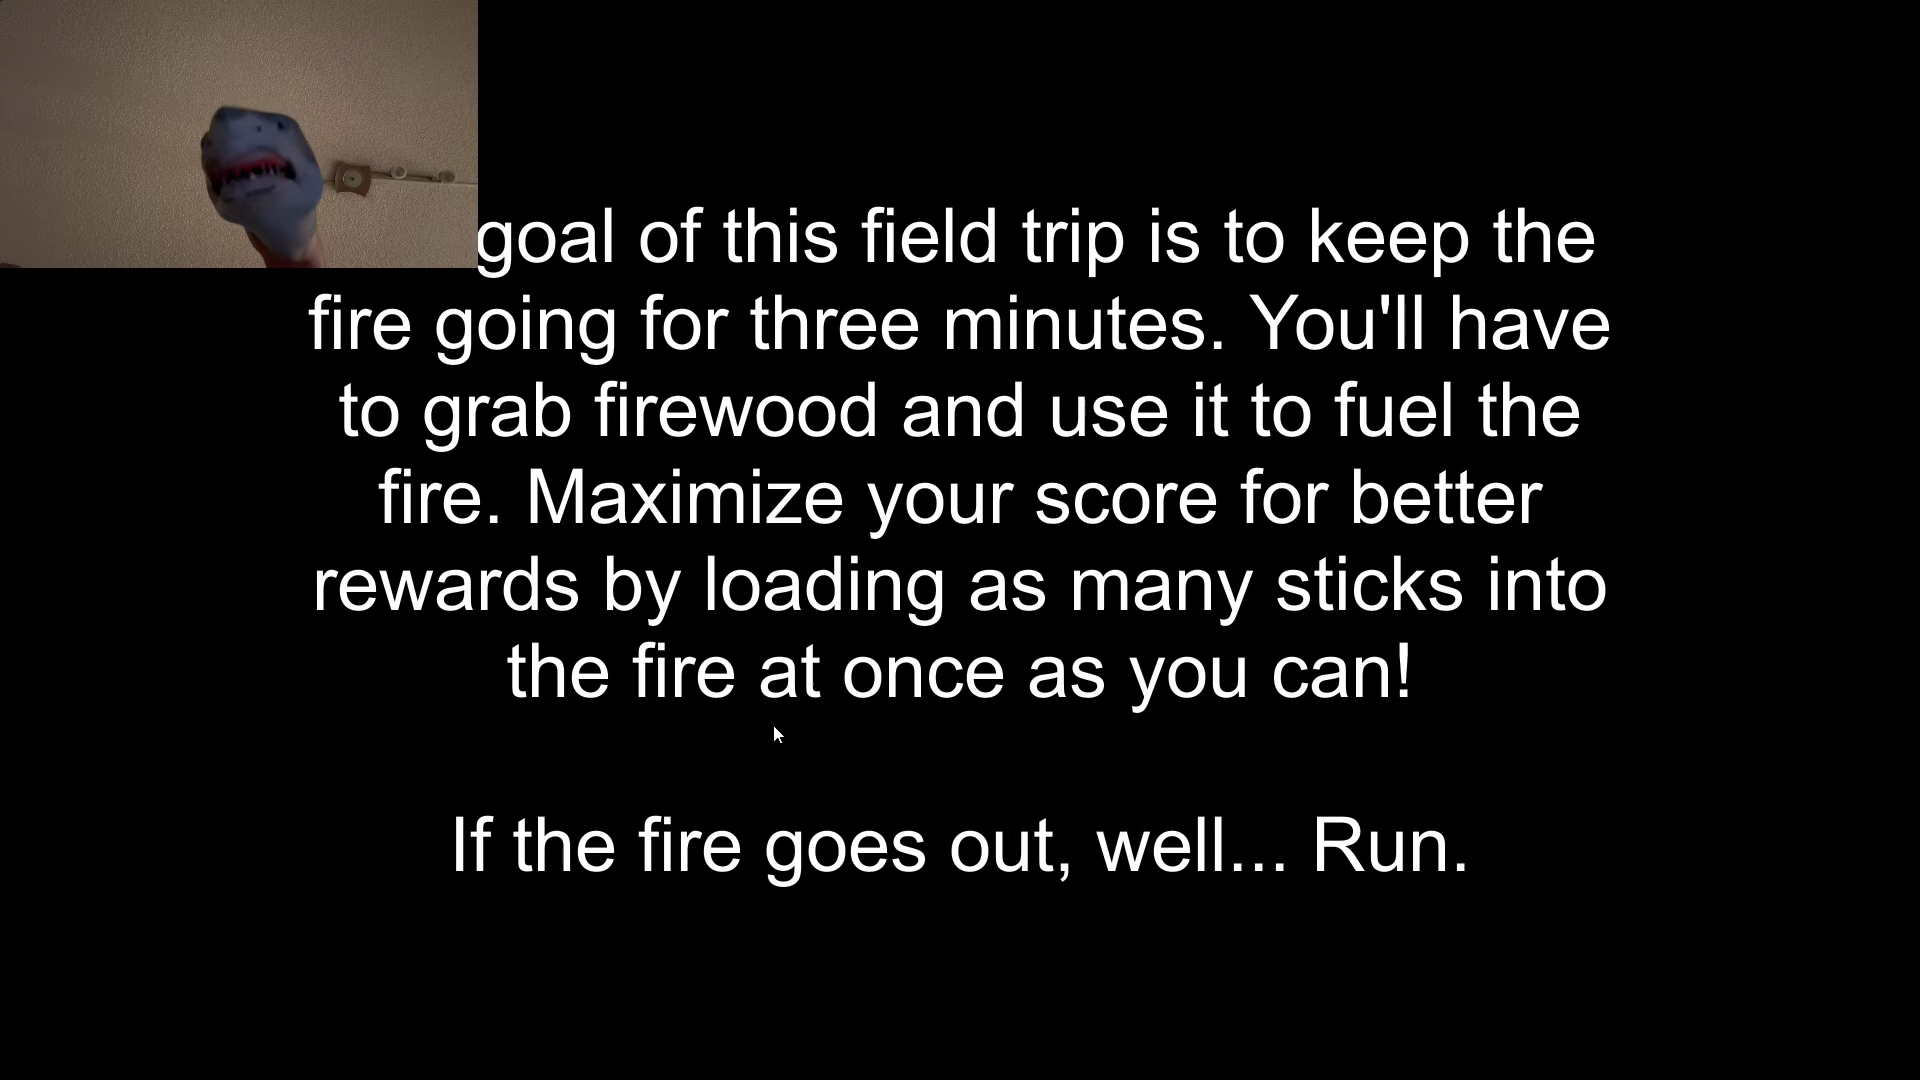 goal of this field trip is to keep the
fire going for three minutes. You'll have
to grab firewood and use it to fuel the
fire. Maximize your score for better
rewards by loading as many sticks into
the fire at once as you can!
If the fire goes out, well... Run.